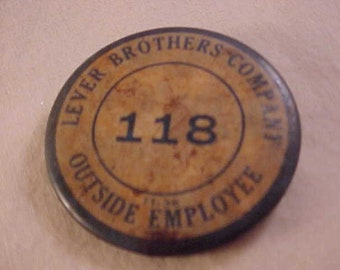 LEVER BROTHERS COMPANY
118
OUTSIDE EMPLOYEE